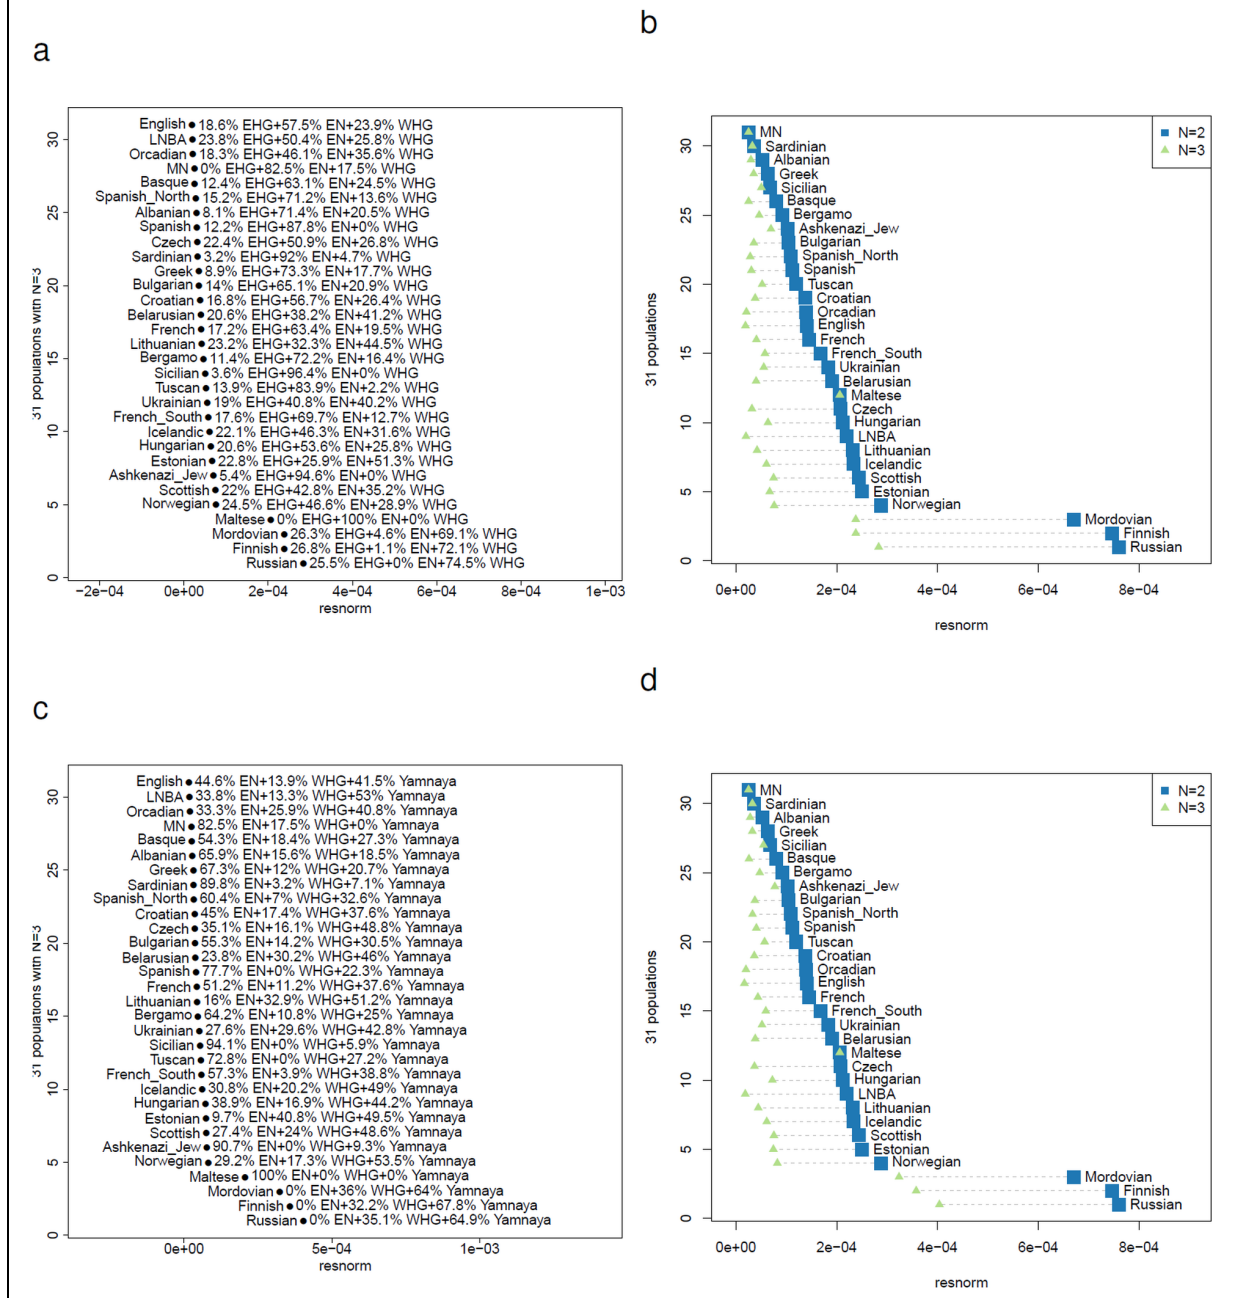 a
English 18.6% EHG+57.5% EN+23.9% WHG
LNBA 23.8% EHG+50.4% EN+25.8% WHG
Orcadian 18.3% EHG+46.1% EN+35.6% WHG
MN 0% EHG+82.5% EN+17.5% WHG
Basque 12.4% EHG+63.1% EN+24.5% WHG
Spanish_North 15.2% EHG+71.2% EN+13.6% WHG
Albanian 8.1% EHG+71.4% EN+20.5% WHG
Spanish 12.2% EHG+87.8% EN+0% WHG
Czech 22.4% EHG+50.9% EN+26.8% WHG
Sardinian 3.2% EHG+92% EN+4.7% WHG
Greek 8.9% EHG+73.3% EN+17.7% WHG
Bulgarian 14% EHG+65.1% EN+20.9% WHG
Croatian 16.8% EHG+56.7% EN+26.4% WHG
Belarusian 20.6% EHG+38.2% EN+41.2% WHG
French 17.2% EHG+63.4% EN+19.5% WHG
Lithuanian 23.2% EHG+32.3% EN+44.5% WHG
Bergamo 11.4% EHG+72.2% EN+16.4% WHG
Sicilian 3.6% EHG+96.4% EN+0% WHG
Tuscan 13.9% EHG+83.9% EN+2.2% WHG
Ukrainian 19% EHG+40.8% EN+40.2% WHG
French_South 17.6% EHG+69.7% EN+12.7% WHG
Icelandic 22.1% EHG+46.3% EN+31.6% WHG
Hungarian 20.6% EHG+53.6% EN+25.8% WHG
Estonian 22.8% EHG+25.9% EN+51.3% WHG
Ashkenazi_Jew 5.4% EHG+94.6% EN+0% WHG
Scottish 22% EHG+42.8% EN+35.2% WHG
Norwegian 24.5% EHG+46.6% EN+28.9% WHG
Maltese 0% EHG+100% EN+0% WHG
Mordovian 26.3% EHG+4.6% EN+69.1% WHG
Finnish 26.8% EHG+1.1% EN+72.1% WHG
Russian 25.5% EHG+0% EN+74.5% WHG
31 populations with N=3
30
25
20
15
10
5
0
−2e−04 0e+00 2e−04 4e−04 6e−04 8e−04 1e−03
resnorm
b
N=2
N=3
MN
Sardinian
Albanian
Greek
Sicilian
Basque
Bergamo
Ashkenazi_Jew
Bulgarian
Spanish_North
Spanish
Tuscan
Croatian
Orcadian
English
French
French_South
Ukrainian
Belarusian
Maltese
Czech
Hungarian
LNBA
Lithuanian
Icelandic
Scottish
Estonian
Norwegian
Mordovian
Finnish
Russian
31 populations
30
25
20
15
10
5
0
0e+00 2e−04 4e−04 6e−04 8e−04
resnorm
c
English 44.6% EN+13.9% WHG+41.5% Yamnaya
LNBA 33.8% EN+13.3% WHG+53% Yamnaya
Orcadian 33.3% EN+25.9% WHG+40.8% Yamnaya
MN 82.5% EN+17.5% WHG+0% Yamnaya
Basque 54.3% EN+18.4% WHG+27.3% Yamnaya
Albanian 65.9% EN+15.6% WHG+18.5% Yamnaya
Greek 67.3% EN+12% WHG+20.7% Yamnaya
Sardinian 89.8% EN+3.2% WHG+7.1% Yamnaya
Spanish_North 60.4% EN+7% WHG+32.6% Yamnaya
Croatian 45% EN+17.4% WHG+37.6% Yamnaya
Czech 35.1% EN+16.1% WHG+48.8% Yamnaya
Bulgarian 55.3% EN+14.2% WHG+30.5% Yamnaya
Belarusian 23.8% EN+30.2% WHG+46% Yamnaya
Spanish 77.7% EN+0% WHG+22.3% Yamnaya
French 51.2% EN+11.2% WHG+37.6% Yamnaya
Lithuanian 16% EN+32.9% WHG+51.2% Yamnaya
Bergamo 64.2% EN+10.8% WHG+25% Yamnaya
Ukrainian 27.6% EN+29.6% WHG+42.8% Yamnaya
Sicilian 94.1% EN+0% WHG+5.9% Yamnaya
Tuscan 72.8% EN+0% WHG+27.2% Yamnaya
French_South 57.3% EN+3.9% WHG+38.8% Yamnaya
Icelandic 30.8% EN+20.2% WHG+49% Yamnaya
Hungarian 38.9% EN+16.9% WHG+44.2% Yamnaya
Estonian 9.7% EN+40.8% WHG+49.5% Yamnaya
Scottish 27.4% EN+24% WHG+48.6% Yamnaya
Ashkenazi_Jew 90.7% EN+0% WHG+9.3% Yamnaya
Norwegian 29.2% EN+17.3% WHG+53.5% Yamnaya
Maltese 100% EN+0% WHG+0% Yamnaya
Mordovian 0% EN+36% WHG+64% Yamnaya
Finnish 0% EN+32.2% WHG+67.8% Yamnaya
Russian 0% EN+35.1% WHG+64.9% Yamnaya
31 populations with N=3
30
25
20
15
10
5
0
0e+00 5e−04 1e−03
resnorm
d
N=2
N=3
MN
Sardinian
Albanian
Greek
Sicilian
Basque
Bergamo
Ashkenazi_Jew
Bulgarian
Spanish_North
Spanish
Tuscan
Croatian
Orcadian
English
French
French_South
Ukrainian
Belarusian
Maltese
Czech
Hungarian
LNBA
Lithuanian
Icelandic
Scottish
Estonian
Norwegian
Mordovian
Finnish
Russian
31 populations
30
25
20
15
10
5
0
0e+00 2e−04 4e−04 6e−04 8e−04
resnorm